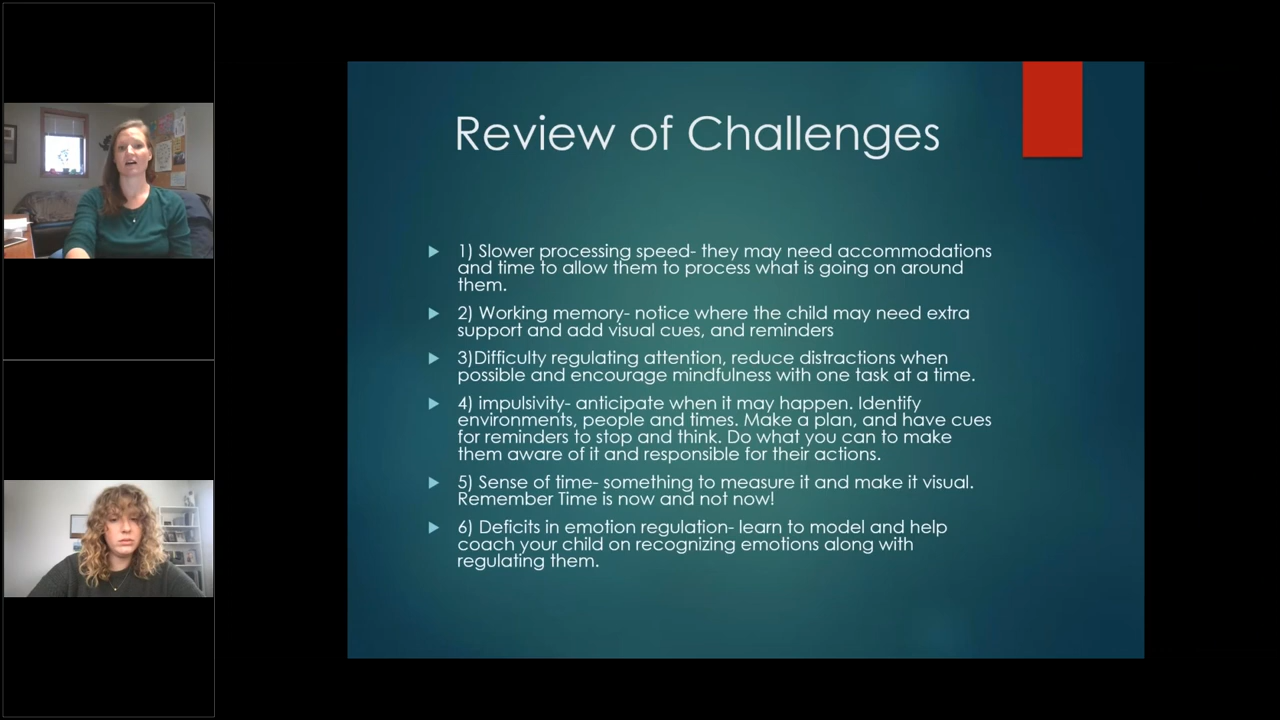 Review of Challenges
1) Slower processing speed- they may need accommodations
and time to allow them to process what is going on around
them.
2) Working memory- notice where the child may need extra
support and add visual cues, and reminders
3)Difficulty regulating attention, reduce distractions when
possible and encourage mindfulness with one task at a time.
4) impulsivity- anticipate when it may happen. Identify
environments, people and times. Make a plan, and have cues
for reminders to stop and think. Do what you can to make
them aware of it and responsible for their actions.
5) Sense of time- something to measure it and make it visual.
Remember Time is now and not now!
6) Deficits in emotion regulation- learn to model and help
coach your child on recognizing emotions along with
regulating them.